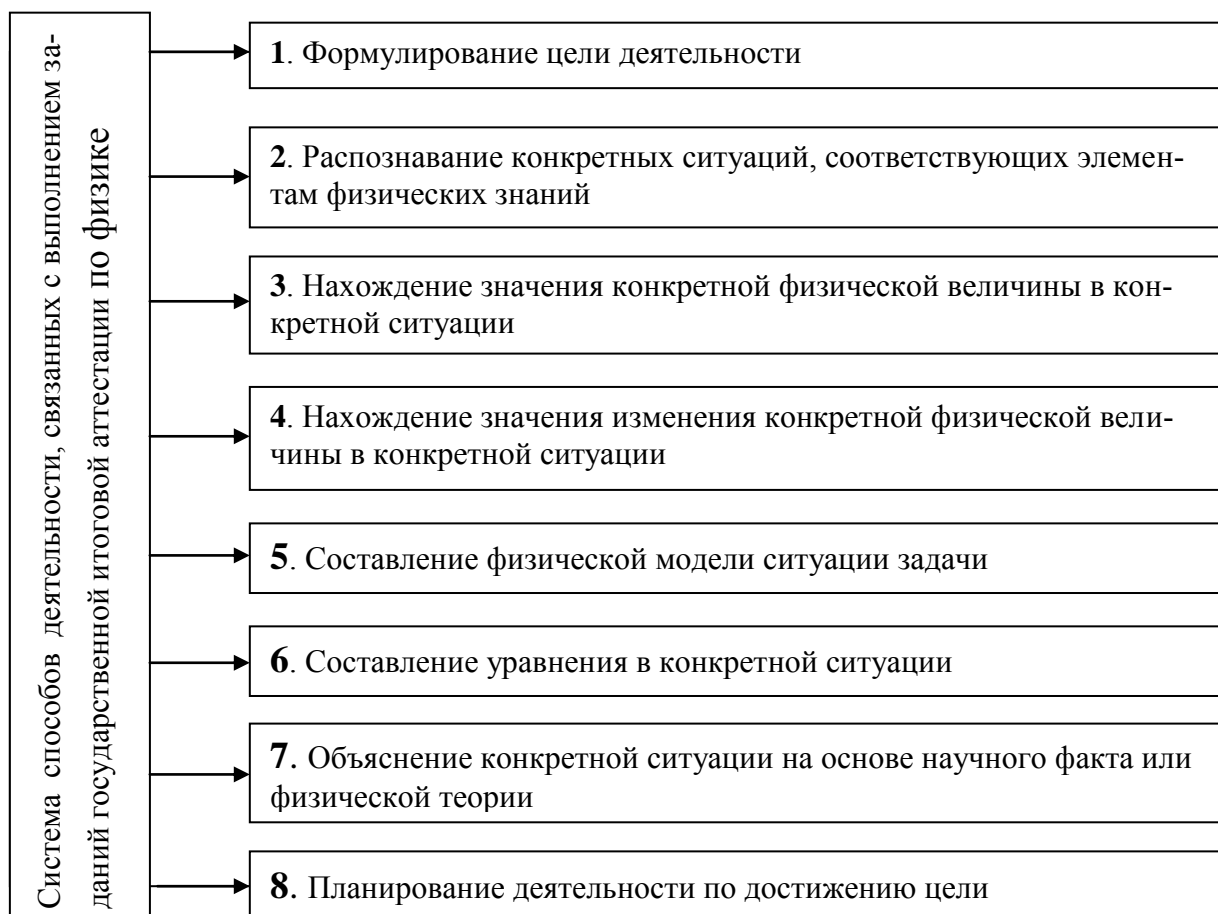 Система способов деятельности, связанных с выполнением за-
даний государственной итоговой аттестации по физике
1. Формулирование цели деятельности
2. Распознавание конкретных ситуаций, соответствующих элемен-
там физических знаний
3. Нахождение значения конкретной физической величины в кон-
кретной ситуации
4. Нахождение значения изменения конкретной физической вели-
чины в конкретной ситуации
5. Составление физической модели ситуации задачи
6. Составление уравнения в конкретной ситуации
7. Объяснение конкретной ситуации на основе научного факта или
физической теории
8. Планирование деятельности по достижению цели